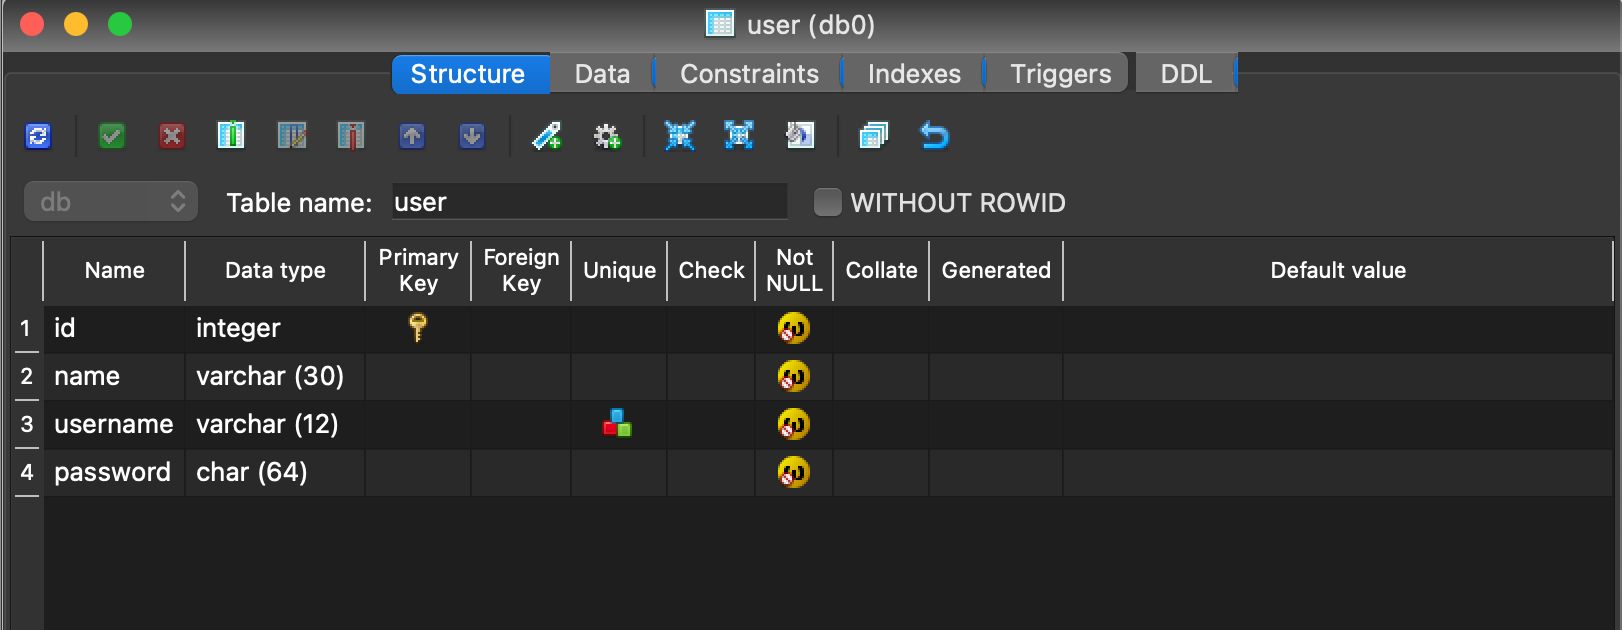 user (db0)
Structure Data Constraints Indexes Triggers DDL
db Table name: user WITHOUT ROWID
Name Data type Primary Key Foreign Key Unique Check Not NULL Collate Generated Default value
1 id integer
2 name varchar (30)
3 username varchar (12)
4 password char (64)